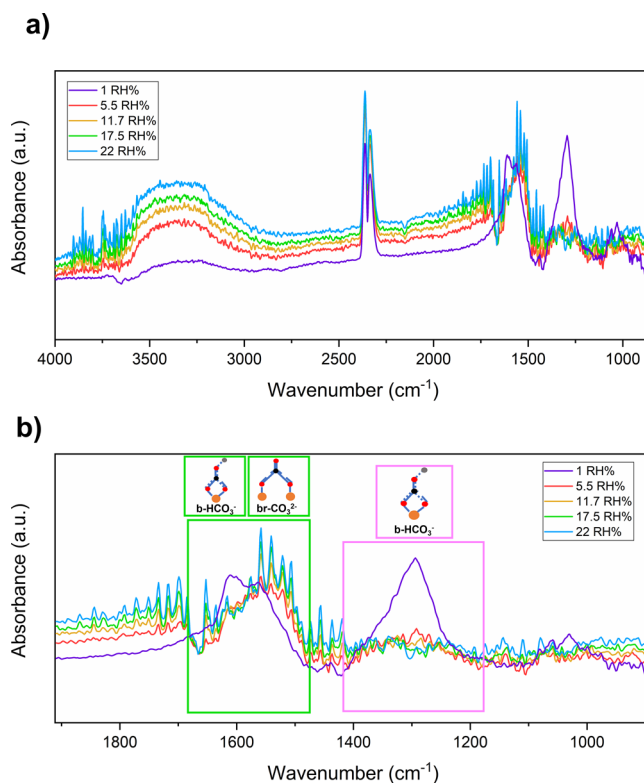 a)
1 RH%
5.5 RH%
11.7 RH%
17.5 RH%
22 RH%
Absorbance (a.u.)
4000 3500 3000 2500 2000 1500 1000
Wavenumber (cm⁻¹)
b)
b-HCO₃⁻
br-CO₃²⁻
b-HCO₃⁻
1 RH%
5.5 RH%
11.7 RH%
17.5 RH%
22 RH%
Absorbance (a.u.)
1800 1600 1400 1200 1000
Wavenumber (cm⁻¹)